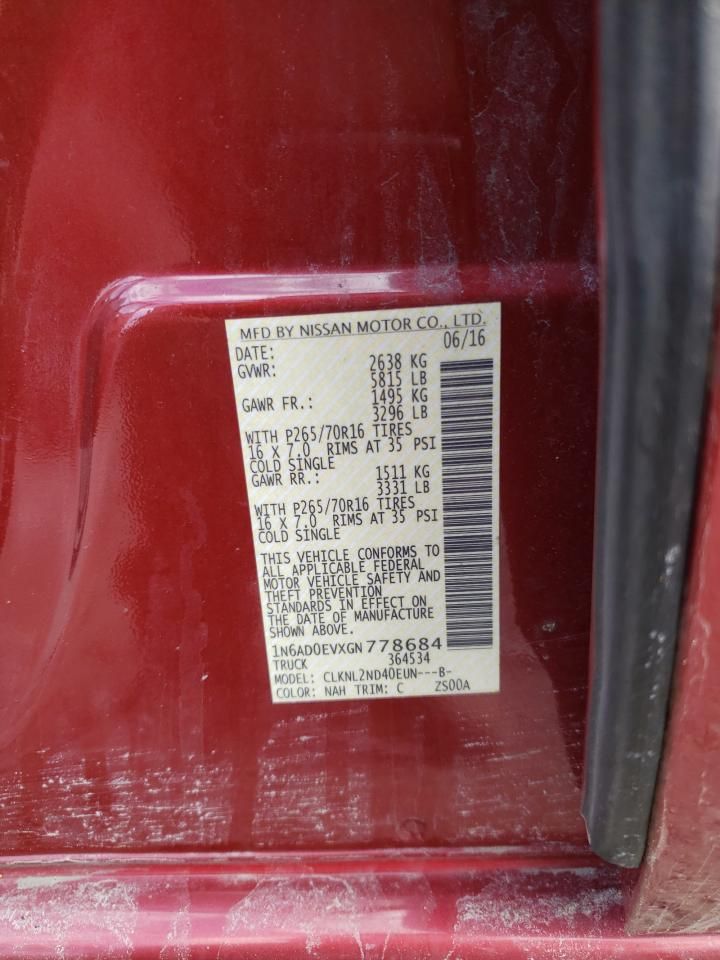 MFD BY NISSAN MOTOR CO., LTD.
DATE: 06/16
GVWR: 2638 KG
5815 LB
GAWR FR.: 1495 KG
3296 LB
WITH P265/70R16 TIRES
16 X 7.0 RIMS AT 35 PSI
COLD SINGLE
GAWR RR.: 1511 KG
3331 LB
WITH P265/70R16 TIRES
16 X 7.0 RIMS AT 35 PSI
COLD SINGLE
THIS VEHICLE CONFORMS TO
ALL APPLICABLE FEDERAL
MOTOR VEHICLE SAFETY AND
THEFT PREVENTION
STANDARDS IN EFFECT ON
THE DATE OF MANUFACTURE
SHOWN ABOVE.
1N6AD0EVXGN778684
TRUCK 364534
MODEL: CLKNL2ND40EUN---B-
COLOR: NAH TRIM: C ZS00A